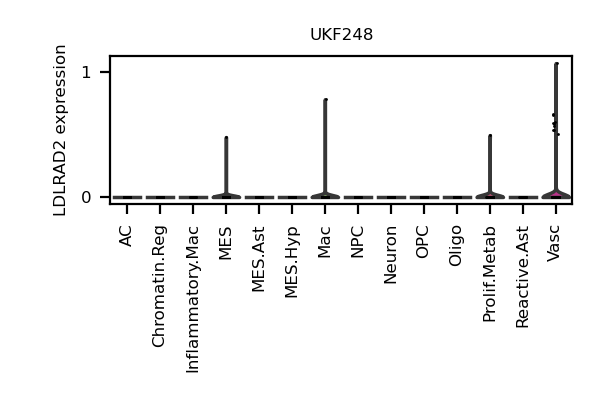 UKF248
LDLRAD2 expression
1
0
AC
Chromatin.Reg
Inflammatory.Mac
MES
MES.Ast
MES.Hyp
Mac
NPC
Neuron
OPC
Oligo
Prolif.Metab
Reactive.Ast
Vasc